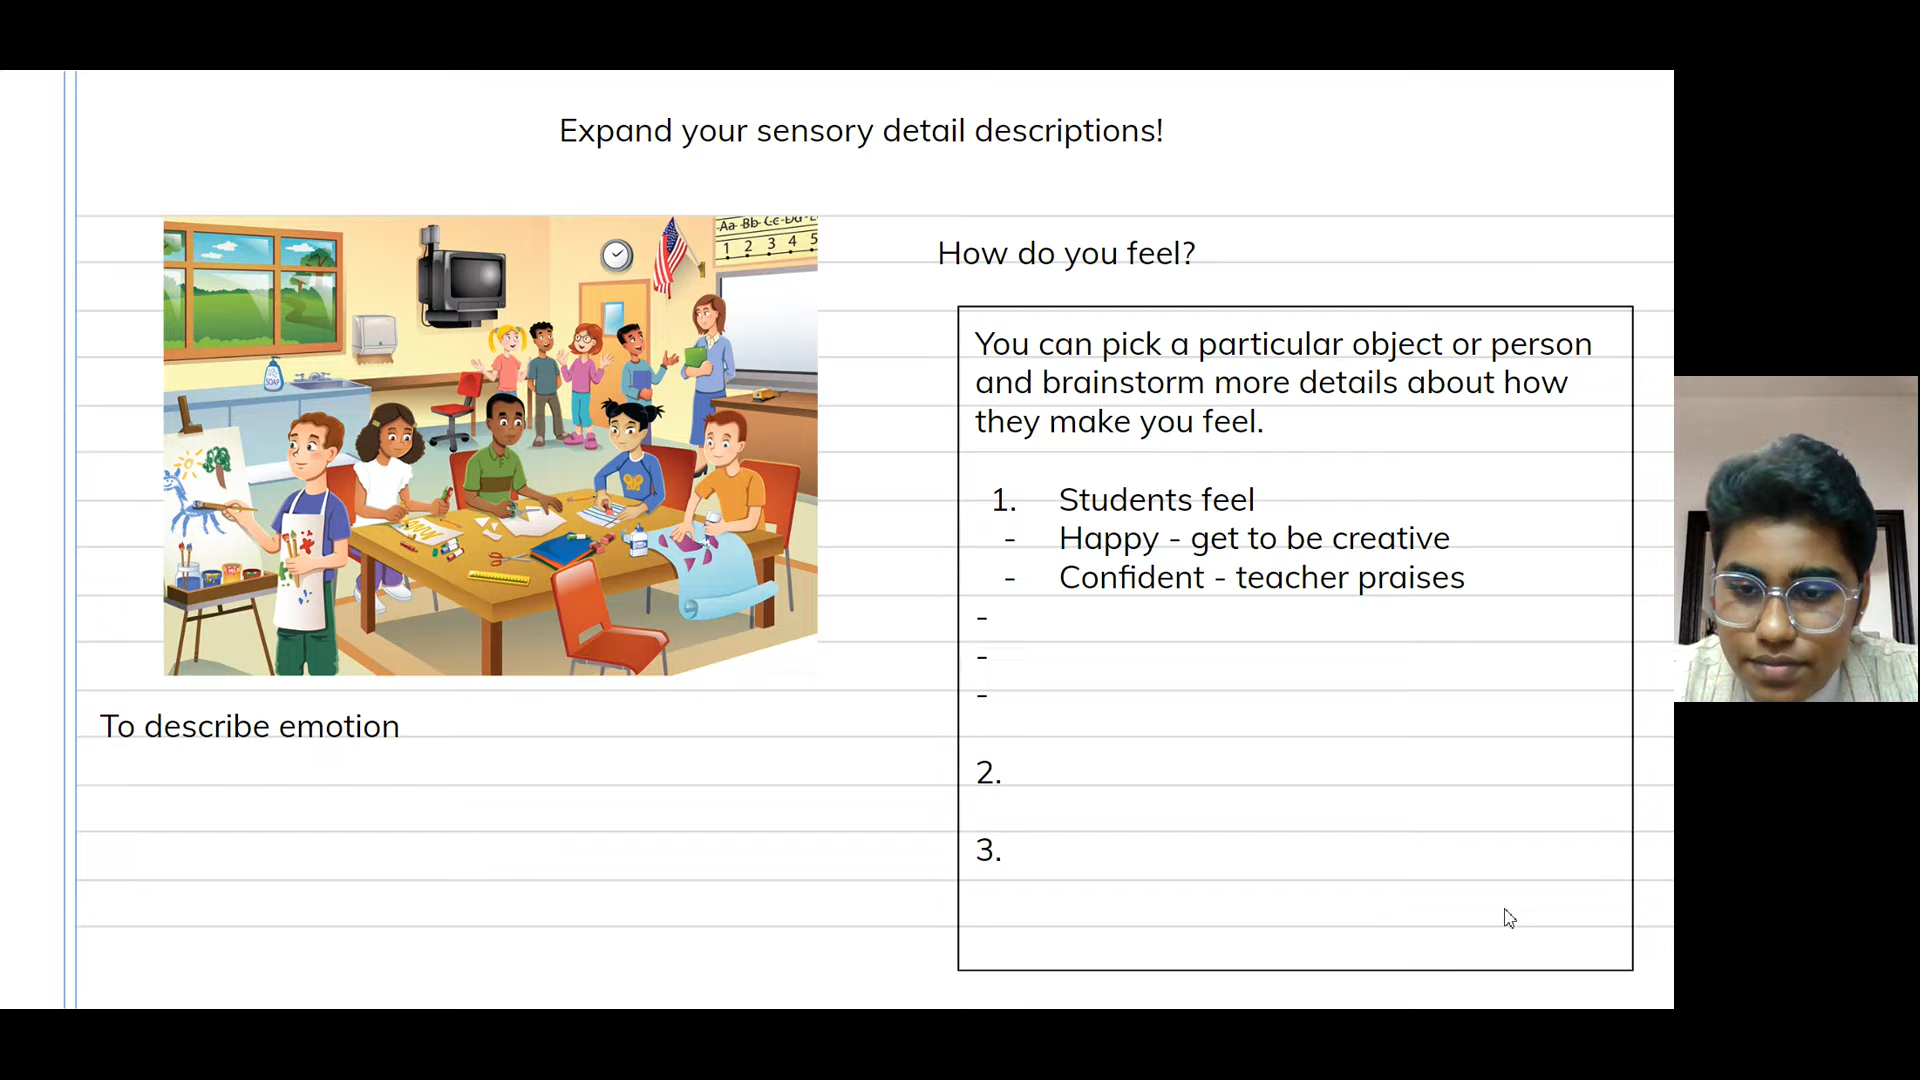 Expand your sensory detail descriptions!
Aa Bb Cc Dd
1 2 3 4 5
SOAP
How do you feel?
You can pick a particular object or person
and brainstorm more details about how
they make you feel.
1. Students feel
- Happy - get to be creative
- Confident - teacher praises
-
-
-
2.
3.
To describe emotion